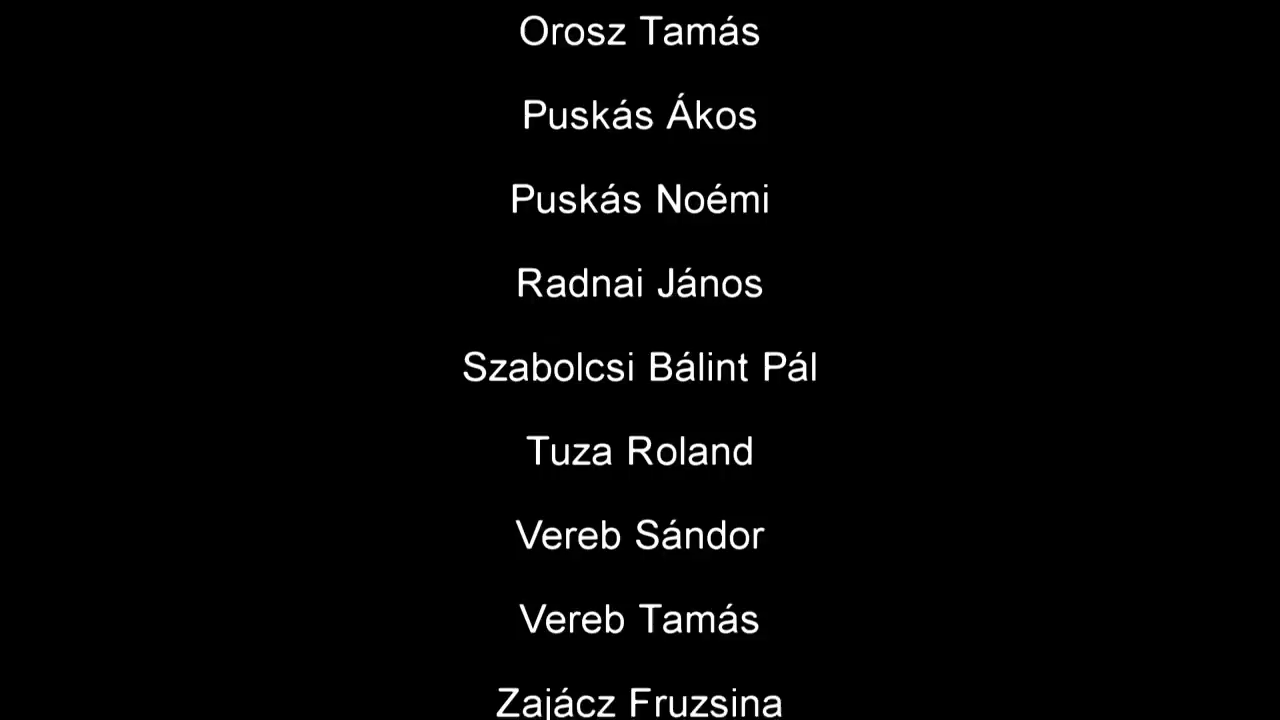 Orosz Tamás
Puskás Ákos
Puskás Noémi
Radnai János
Szabolcsi Bálint Pál
Tuza Roland
Vereb Sándor
Vereb Tamás
Zajácz Fruzsina